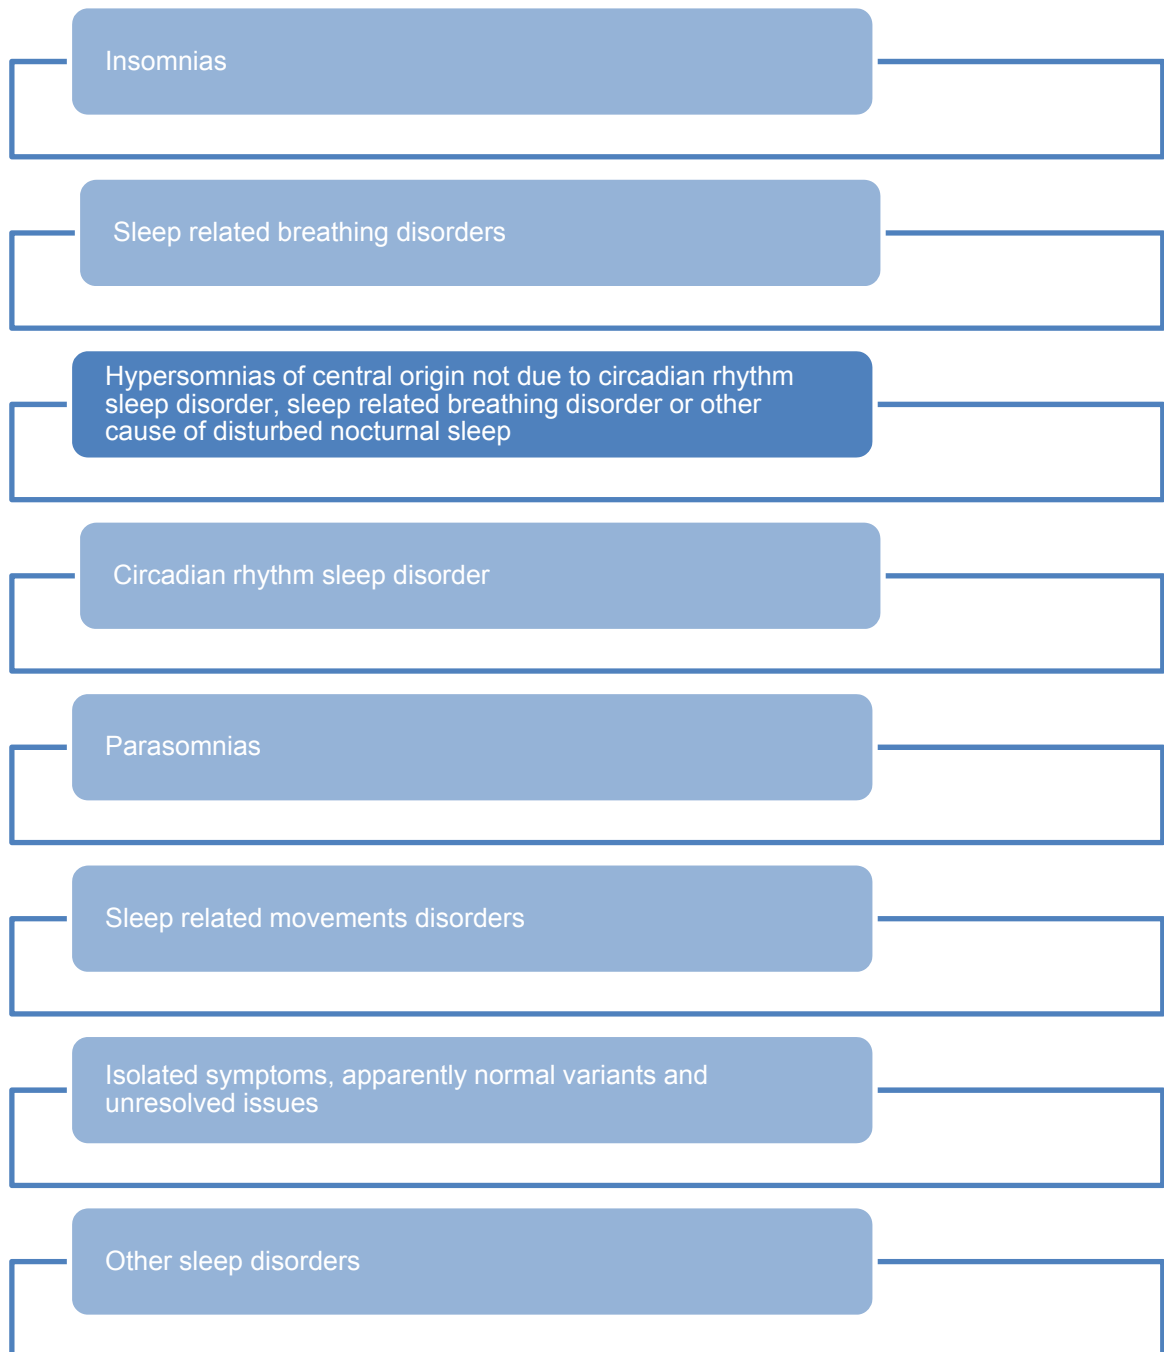 Insomnias
Sleep related breathing disorders
Hypersomnias of central origin not due to circadian rhythm
sleep disorder, sleep related breathing disorder or other
cause of disturbed nocturnal sleep
Circadian rhythm sleep disorder
Parasomnias
Sleep related movements disorders
Isolated symptoms, apparently normal variants and
unresolved issues
Other sleep disorders